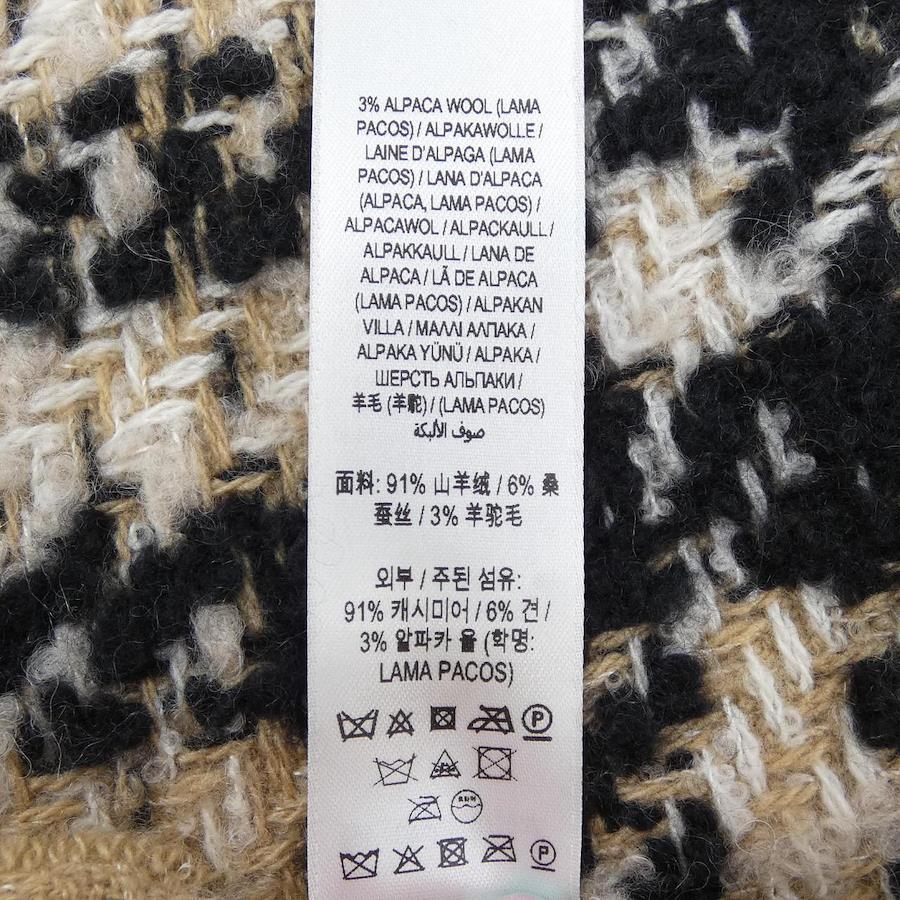 3% ALPACA WOOL (LAMA
PACOS) / ALPAKAWOLLE /
LAINE D'ALPAGA (LAMA
PACOS) / LANA D'ALPACA
(ALPACA, LAMA PACOS) /
ALPACAWOL / ALPACKAULL /
ALPAKKAULL / LANA DE
ALPACA / LÃ DE ALPACA
(LAMA PACOS) / ALPAKAN
VILLA / ΜΑΛΛΙ ΑΛΠΑΚΑ /
ALPAKA YÜNÜ / ALPAKA /
ШЕРСТЬ АЛЬПАКИ /
羊毛 (羊駝) / (LAMA PACOS)
صوف الألبكة
面料: 91% 山羊绒 / 6% 桑
蚕丝 / 3% 羊驼毛
외부 / 주된 섬유:
91% 캐시미어 / 6% 견 /
3% 알파카 울 (학명:
LAMA PACOS)
P
P